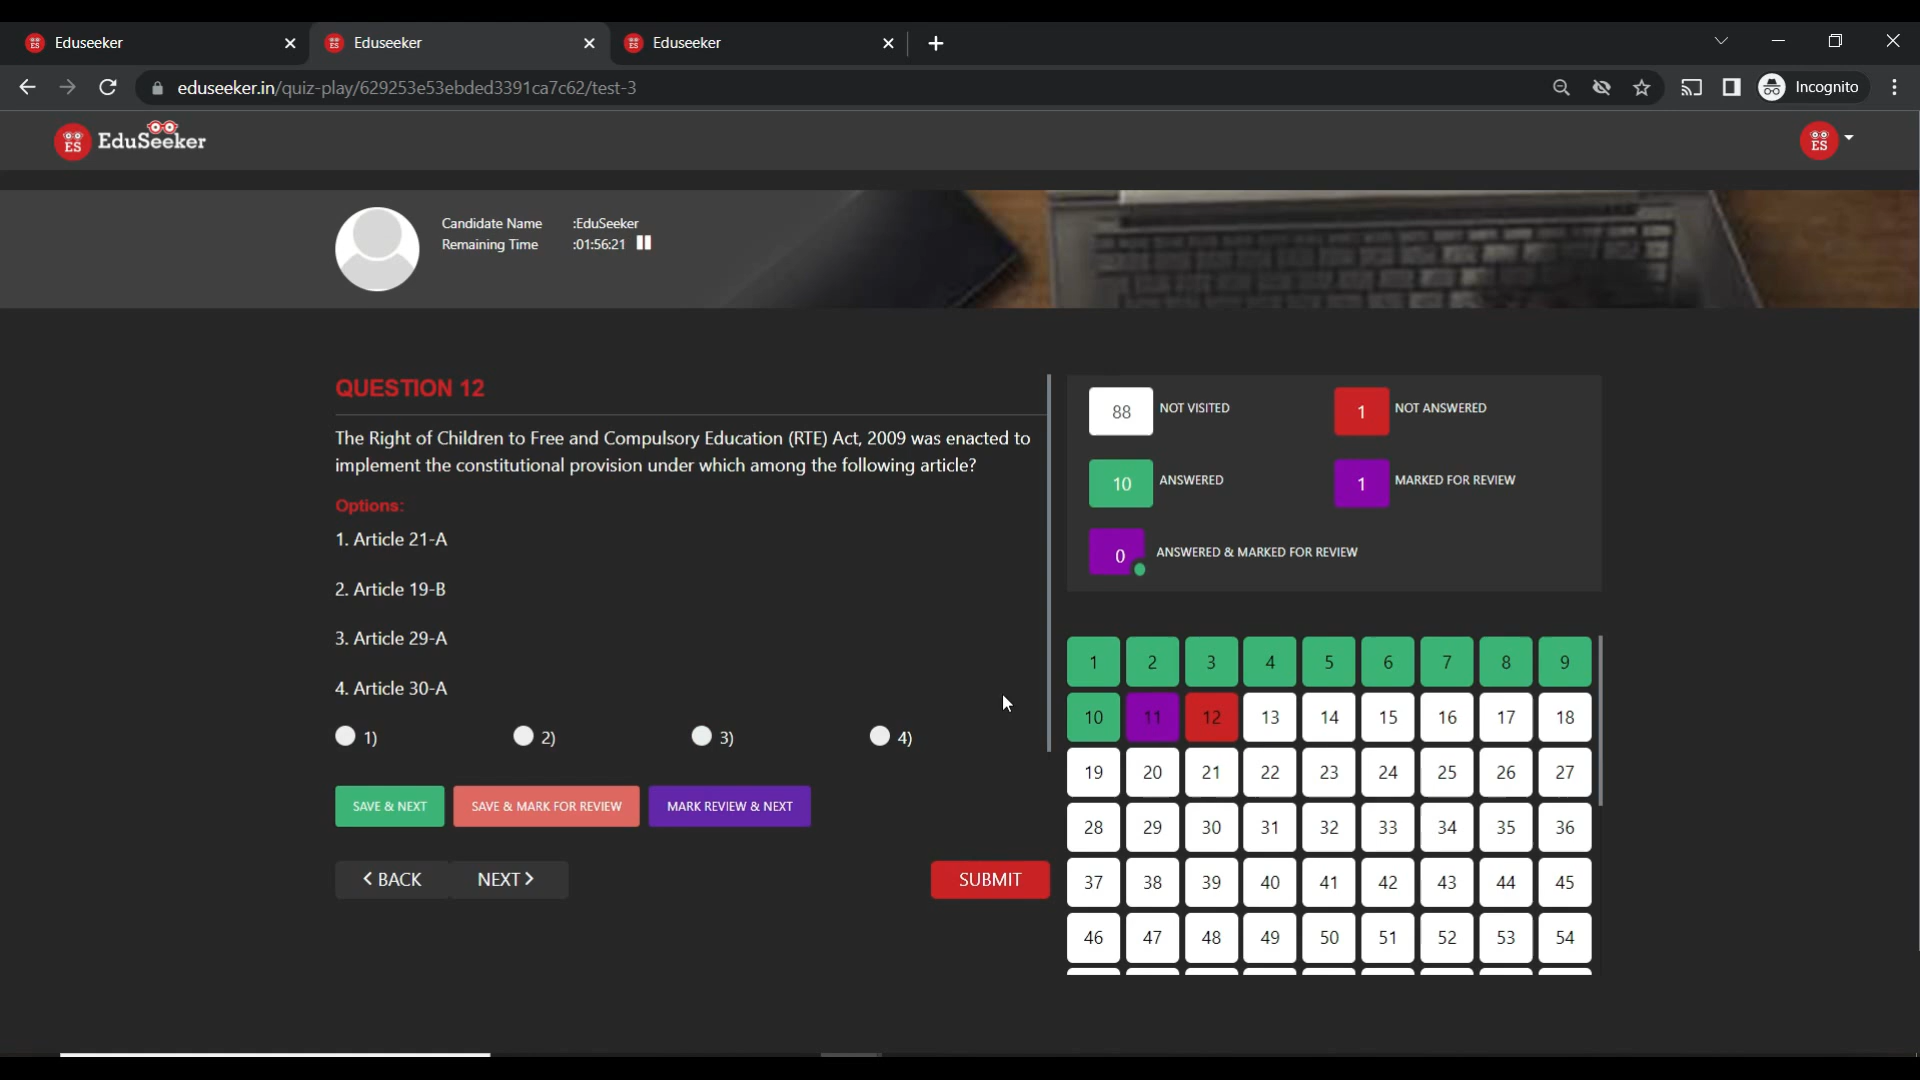 Eduseeker
Eduseeker
Eduseeker
eduseeker.in/quiz-play/629253e53ebded3391ca7c62/test-3
Incognito
ES EduSeeker
ES
Candidate Name :EduSeeker
Remaining Time :01:56:21
QUESTION 12
The Right of Children to Free and Compulsory Education (RTE) Act, 2009 was enacted to
implement the constitutional provision under which among the following article?
Options:
1. Article 21-A
2. Article 19-B
3. Article 29-A
4. Article 30-A
1) 2) 3) 4)
SAVE & NEXT SAVE & MARK FOR REVIEW MARK REVIEW & NEXT
BACK NEXT SUBMIT
88 NOT VISITED 1 NOT ANSWERED
10 ANSWERED 1 MARKED FOR REVIEW
0 ANSWERED & MARKED FOR REVIEW
1 2 3 4 5 6 7 8 9
10 11 12 13 14 15 16 17 18
19 20 21 22 23 24 25 26 27
28 29 30 31 32 33 34 35 36
37 38 39 40 41 42 43 44 45
46 47 48 49 50 51 52 53 54